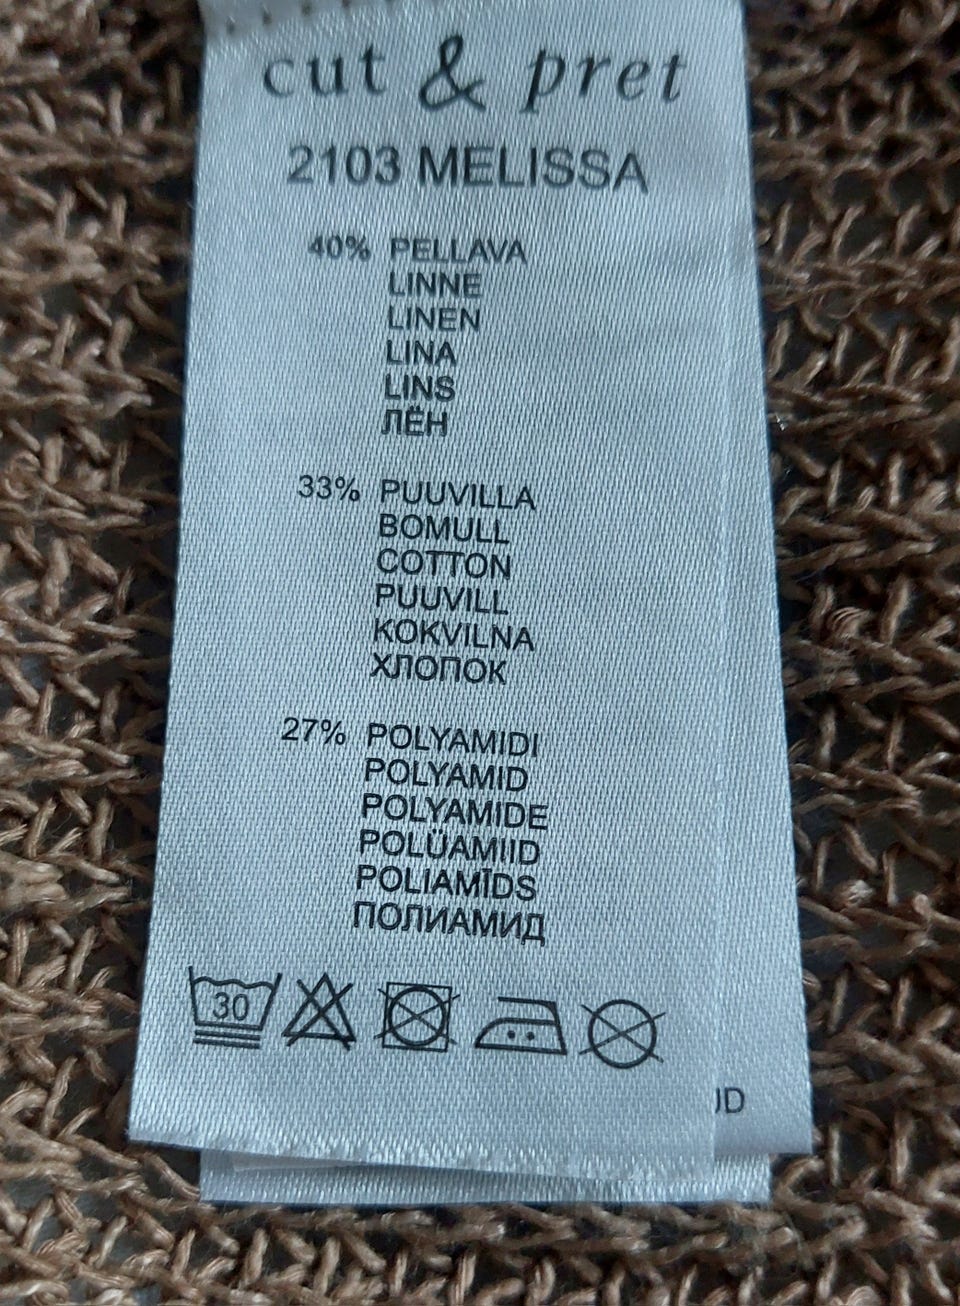 cut & pret
2103 MELISSA
40% PELLAVA
LINNE
LINEN
LINA
LINS
ЛЁН
33% PUUVILLA
BOMULL
COTTON
PUUVILL
KOKVILNA
ХЛОПОК
27% POLYAMIDI
POLYAMID
POLYAMIDE
POLÜAMIID
POLIAMĪDS
ПОЛИАМИД
30